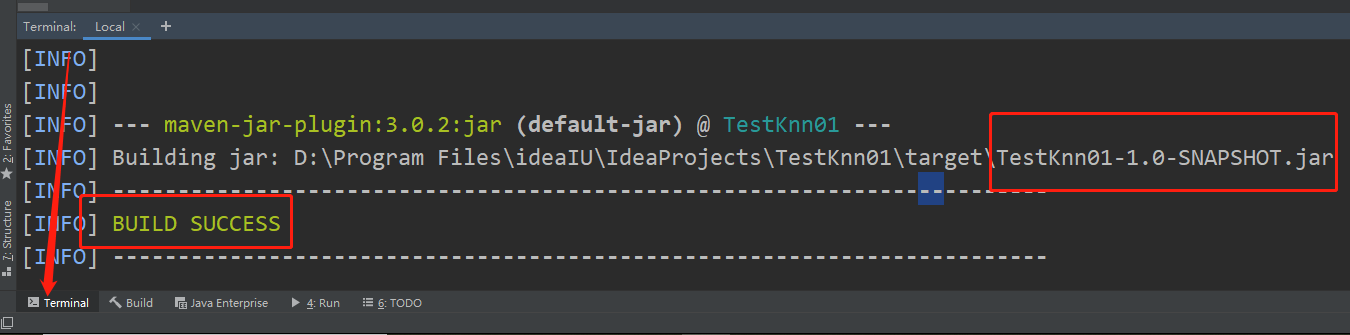 Terminal: Local × +
[INFO]
[INFO]
[INFO] --- maven-jar-plugin:3.0.2:jar (default-jar) @ TestKnn01 ---
[INFO] Building jar: D:\Program Files\ideaIU\IdeaProjects\TestKnn01\target\TestKnn01-1.0-SNAPSHOT.jar
[INFO] ------------------------------------------------------------------------
[INFO] BUILD SUCCESS
[INFO] ------------------------------------------------------------------------
2: Favorites
7: Structure
Terminal Build Java Enterprise 4: Run 6: TODO